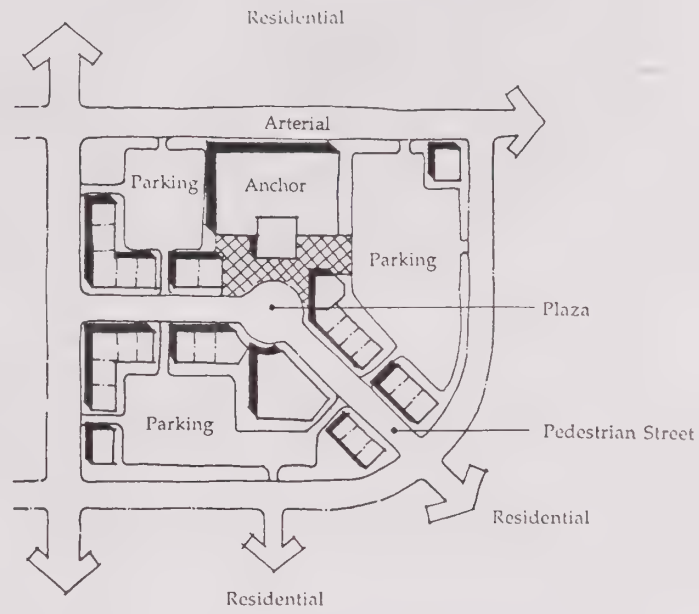 Residential
Arterial
Parking
Anchor
Parking
Plaza
Parking
Pedestrian Street
Residential
Residential